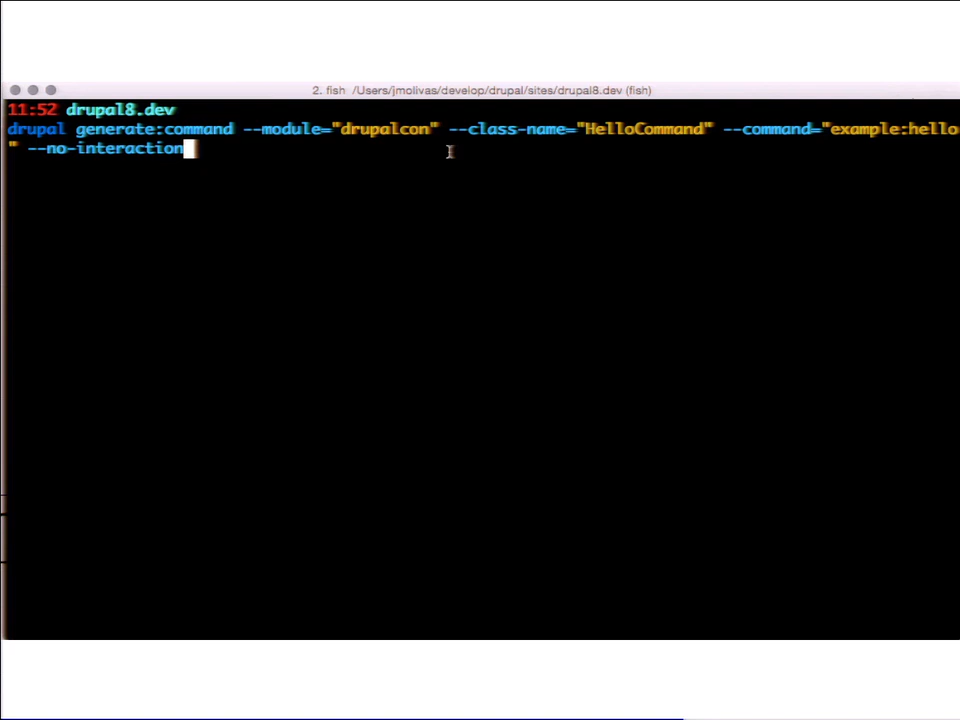 2. fish /Users/jmolivas/develop/drupal/sites/drupal8.dev (fish)
11:52 drupal8.dev
drupal generate:command --module="drupalcon" --class-name="HelloCommand" --command="example:hello
" --no-interaction